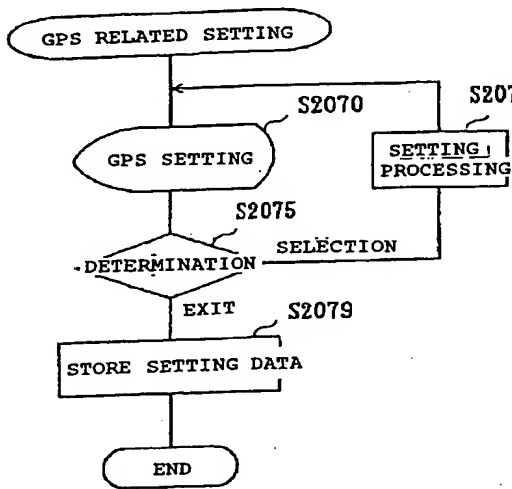 GPS RELATED SETTING
S2070
GPS SETTING
SETTING
PROCESSING
S2075
DETERMINATION
SELECTION
EXIT
S2079
STORE SETTING DATA
END